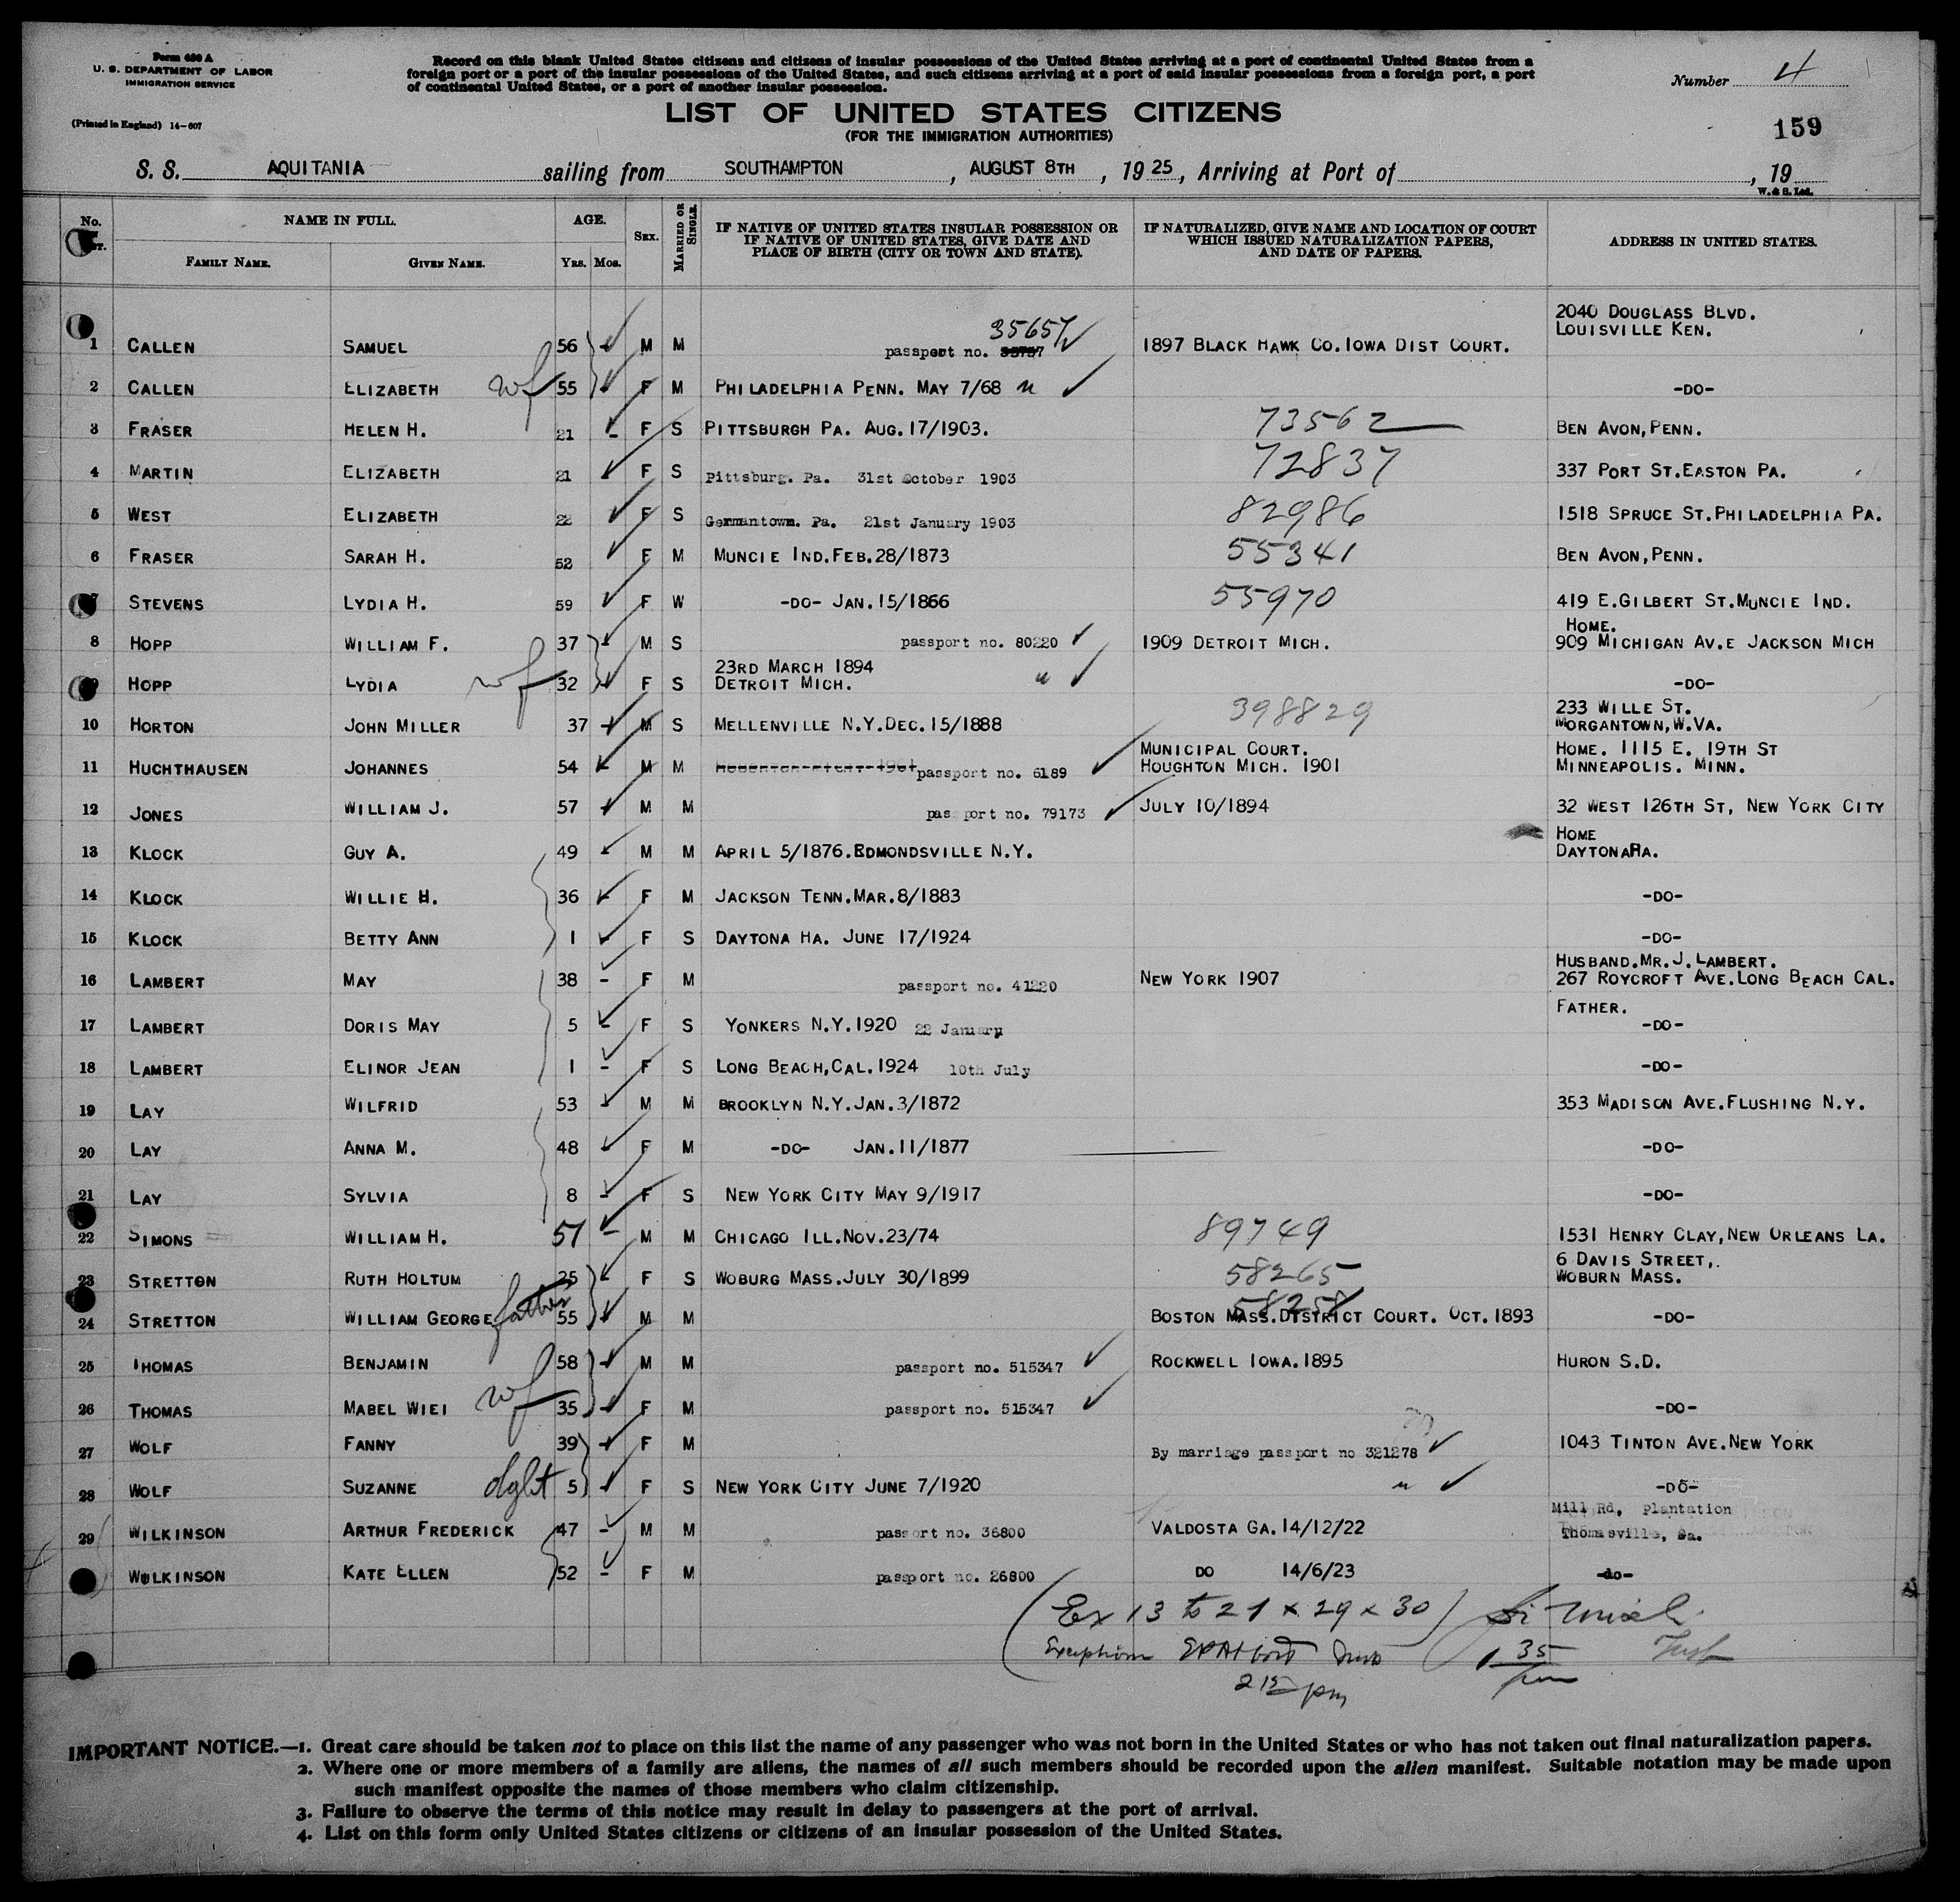 Form 630 A
U. S. DEPARTMENT OF LABOR
IMMIGRATION SERVICE
(Printed in England) 14-607
Record on this blank United States citizens and citizens of insular possessions of the United States arriving at a port of continental United States from a
foreign port or a port of the insular possessions of the United States, and such citizens arriving at a port of said insular possessions from a foreign port, a port
of continental United States, or a port of another insular possession.
Number 4
LIST OF UNITED STATES CITIZENS
(FOR THE IMMIGRATION AUTHORITIES)
159
S. S. AQUITANIA sailing from SOUTHAMPTON, AUGUST 8TH, 1925, Arriving at Port of , 19
W. & S. Ltd.
No. NAME IN FULL. AGE. SEX. MARRIED OR SINGLE. IF NATIVE OF UNITED STATES INSULAR POSSESSION OR IF NATIVE OF UNITED STATES, GIVE DATE AND PLACE OF BIRTH (CITY OR TOWN AND STATE). IF NATURALIZED, GIVE NAME AND LOCATION OF COURT WHICH ISSUED NATURALIZATION PAPERS, AND DATE OF PAPERS. ADDRESS IN UNITED STATES.
FAMILY NAME. GIVEN NAME. YRS. MOS.
2040 DOUGLASS BLVD.
35657 LOUISVILLE KEN.
1 CALLEN SAMUEL 56 - M M passport no. 1897 BLACK HAWK CO. IOWA DIST COURT.
2 CALLEN ELIZABETH wf 55 - F M PHILADELPHIA PENN. MAY 7/68 " -DO-
3 FRASER HELEN H. 21 - F S PITTSBURGH PA. AUG. 17/1903. 73562 BEN AVON, PENN.
4 MARTIN ELIZABETH 21 F S Pittsburg. Pa. 31st October 1903 72837 337 PORT ST. EASTON PA.
5 WEST ELIZABETH 22 F S Germantown. Pa. 21st January 1903 82986 1518 SPRUCE ST. PHILADELPHIA PA.
6 FRASER SARAH H. 52 F M MUNCIE IND. FEB. 28/1873 55341 BEN AVON, PENN.
7 STEVENS LYDIA H. 59 F W -DO- JAN. 15/1866 55970 419 E. GILBERT ST. MUNCIE IND.
HOME.
8 HOPP WILLIAM F. 37 M S passport no. 80220 1909 DETROIT MICH. 909 MICHIGAN AV. E JACKSON MICH
23RD MARCH 1894
9 HOPP LYDIA wf 32 F S DETROIT MICH. " -DO-
233 WILLE ST.
10 HORTON JOHN MILLER 37 - M S MELLENVILLE N.Y. DEC. 15/1888 398829 MORGANTOWN, W.VA.
MUNICIPAL COURT. HOME. 1115 E. 19TH ST
11 HUCHTHAUSEN JOHANNES 54 - M M HOUGHTON MICH. 1901 passport no. 6189 HOUGHTON MICH. 1901 MINNEAPOLIS. MINN.
12 JONES WILLIAM J. 57 - M M passport no. 79173 JULY 10/1894 32 WEST 126TH ST, NEW YORK CITY
HOME
13 KLOCK GUY A. 49 - M M APRIL 5/1876. EDMONDSVILLE N.Y. DAYTONA
14 KLOCK WILLIE H. 36 - F M JACKSON TENN. MAR. 8/1883 -DO-
15 KLOCK BETTY ANN 1 - F S DAYTONA HA. JUNE 17/1924 -DO-
HUSBAND. MR. J. LAMBERT.
16 LAMBERT MAY 38 - F M passport no. 41220 NEW YORK 1907 267 ROYCROFT AVE. LONG BEACH CAL.
FATHER.
17 LAMBERT DORIS MAY 5 - F S YONKERS N.Y. 1920 22 January -DO-
18 LAMBERT ELINOR JEAN 1 - F S LONG BEACH, CAL. 1924 10th July -DO-
19 LAY WILFRID 53 - M M BROOKLYN N.Y. JAN. 3/1872 353 MADISON AVE. FLUSHING N.Y.
20 LAY ANNA M. 48 - F M -DO- JAN. 11/1877 -DO-
21 LAY SYLVIA 8 - F S NEW YORK CITY MAY 9/1917 -DO-
22 SIMONS WILLIAM H. 51 - M M CHICAGO ILL. NOV. 23/74 89749 1531 HENRY CLAY, NEW ORLEANS LA.
6 DAVIS STREET,.
23 STRETTON RUTH HOLTUM 25 - F S WOBURG MASS. JULY 30/1899 58265 WOBURN MASS.
58258
24 STRETTON WILLIAM GEORGE father 55 - M M BOSTON MASS. DISTRICT COURT. OCT. 1893 -DO-
25 THOMAS BENJAMIN 58 - M M passport no. 515347 ROCKWELL IOWA. 1895 HURON S.D.
26 THOMAS MABEL WIEI wf 35 - F M passport no. 515347 -DO-
27 WOLF FANNY 39 - F M By marriage passport no 321278 1043 TINTON AVE. NEW YORK
28 WOLF SUZANNE dght 5 - F S NEW YORK CITY JUNE 7/1920 " -DO-
Mill Rd, Plantation
29 WILKINSON ARTHUR FREDERICK 47 - M M passport no. 36800 VALDOSTA GA. 14/12/22 Thomasville, Ga.
WILKINSON KATE ELLEN 52 - F M passport no. 26800 DO 14/6/23 -do-
(Ex 13 to 21 x 29 x 30)
1 35 pm
2 15 pm
IMPORTANT NOTICE.—1. Great care should be taken not to place on this list the name of any passenger who was not born in the United States or who has not taken out final naturalization papers.
2. Where one or more members of a family are aliens, the names of all such members should be recorded upon the alien manifest. Suitable notation may be made upon
such manifest opposite the names of those members who claim citizenship.
3. Failure to observe the terms of this notice may result in delay to passengers at the port of arrival.
4. List on this form only United States citizens or citizens of an insular possession of the United States.